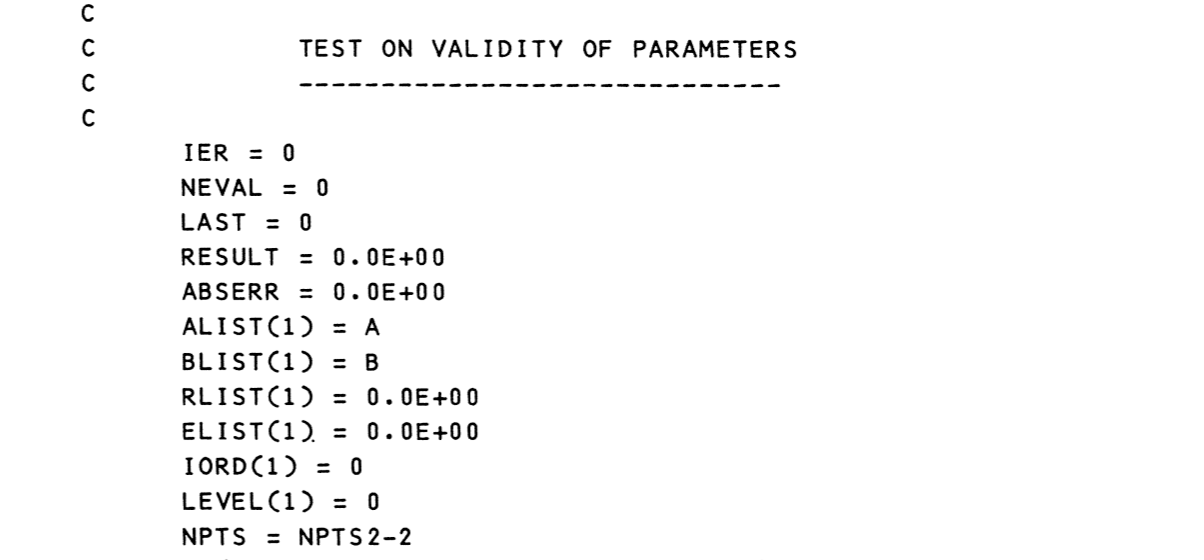 C
C            TEST ON VALIDITY OF PARAMETERS
C            -----------------------------
C
      IER = 0
      NEVAL = 0
      LAST = 0
      RESULT = 0.0E+00
      ABSERR = 0.0E+00
      ALIST(1) = A
      BLIST(1) = B
      RLIST(1) = 0.0E+00
      ELIST(1) = 0.0E+00
      IORD(1) = 0
      LEVEL(1) = 0
      NPTS = NPTS2-2